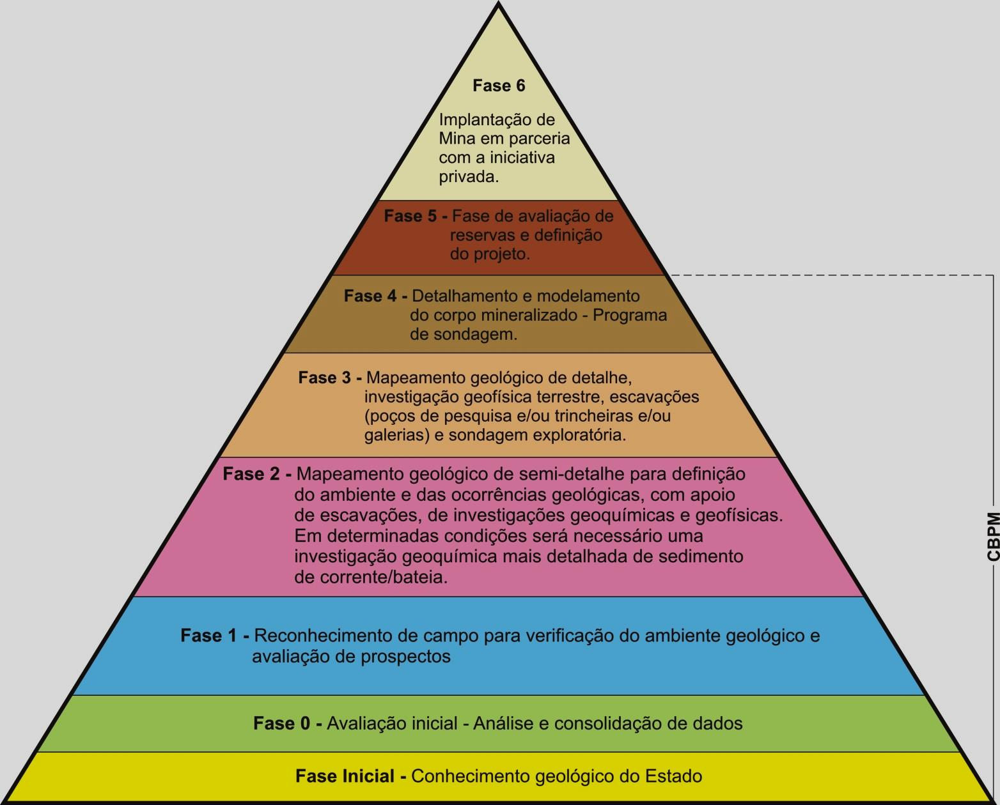 Fase 6
Implantação de
Mina em parceria
com a iniciativa
privada.
Fase 5 - Fase de avaliação de
reservas e definição
do projeto.
Fase 4 - Detalhamento e modelamento
do corpo mineralizado - Programa
de sondagem.
Fase 3 - Mapeamento geológico de detalhe,
investigação geofísica terrestre, escavações
(poços de pesquisa e/ou trincheiras e/ou
galerias) e sondagem exploratória.
Fase 2 - Mapeamento geológico de semi-detalhe para definição
do ambiente e das ocorrências geológicas, com apoio
de escavações, de investigações geoquímicas e geofísicas.
Em determinadas condições será necessário uma
investigação geoquímica mais detalhada de sedimento
de corrente/bateia.
Fase 1 - Reconhecimento de campo para verificação do ambiente geológico e
avaliação de prospectos
Fase 0 - Avaliação inicial - Análise e consolidação de dados
Fase Inicial - Conhecimento geológico do Estado
CBPM